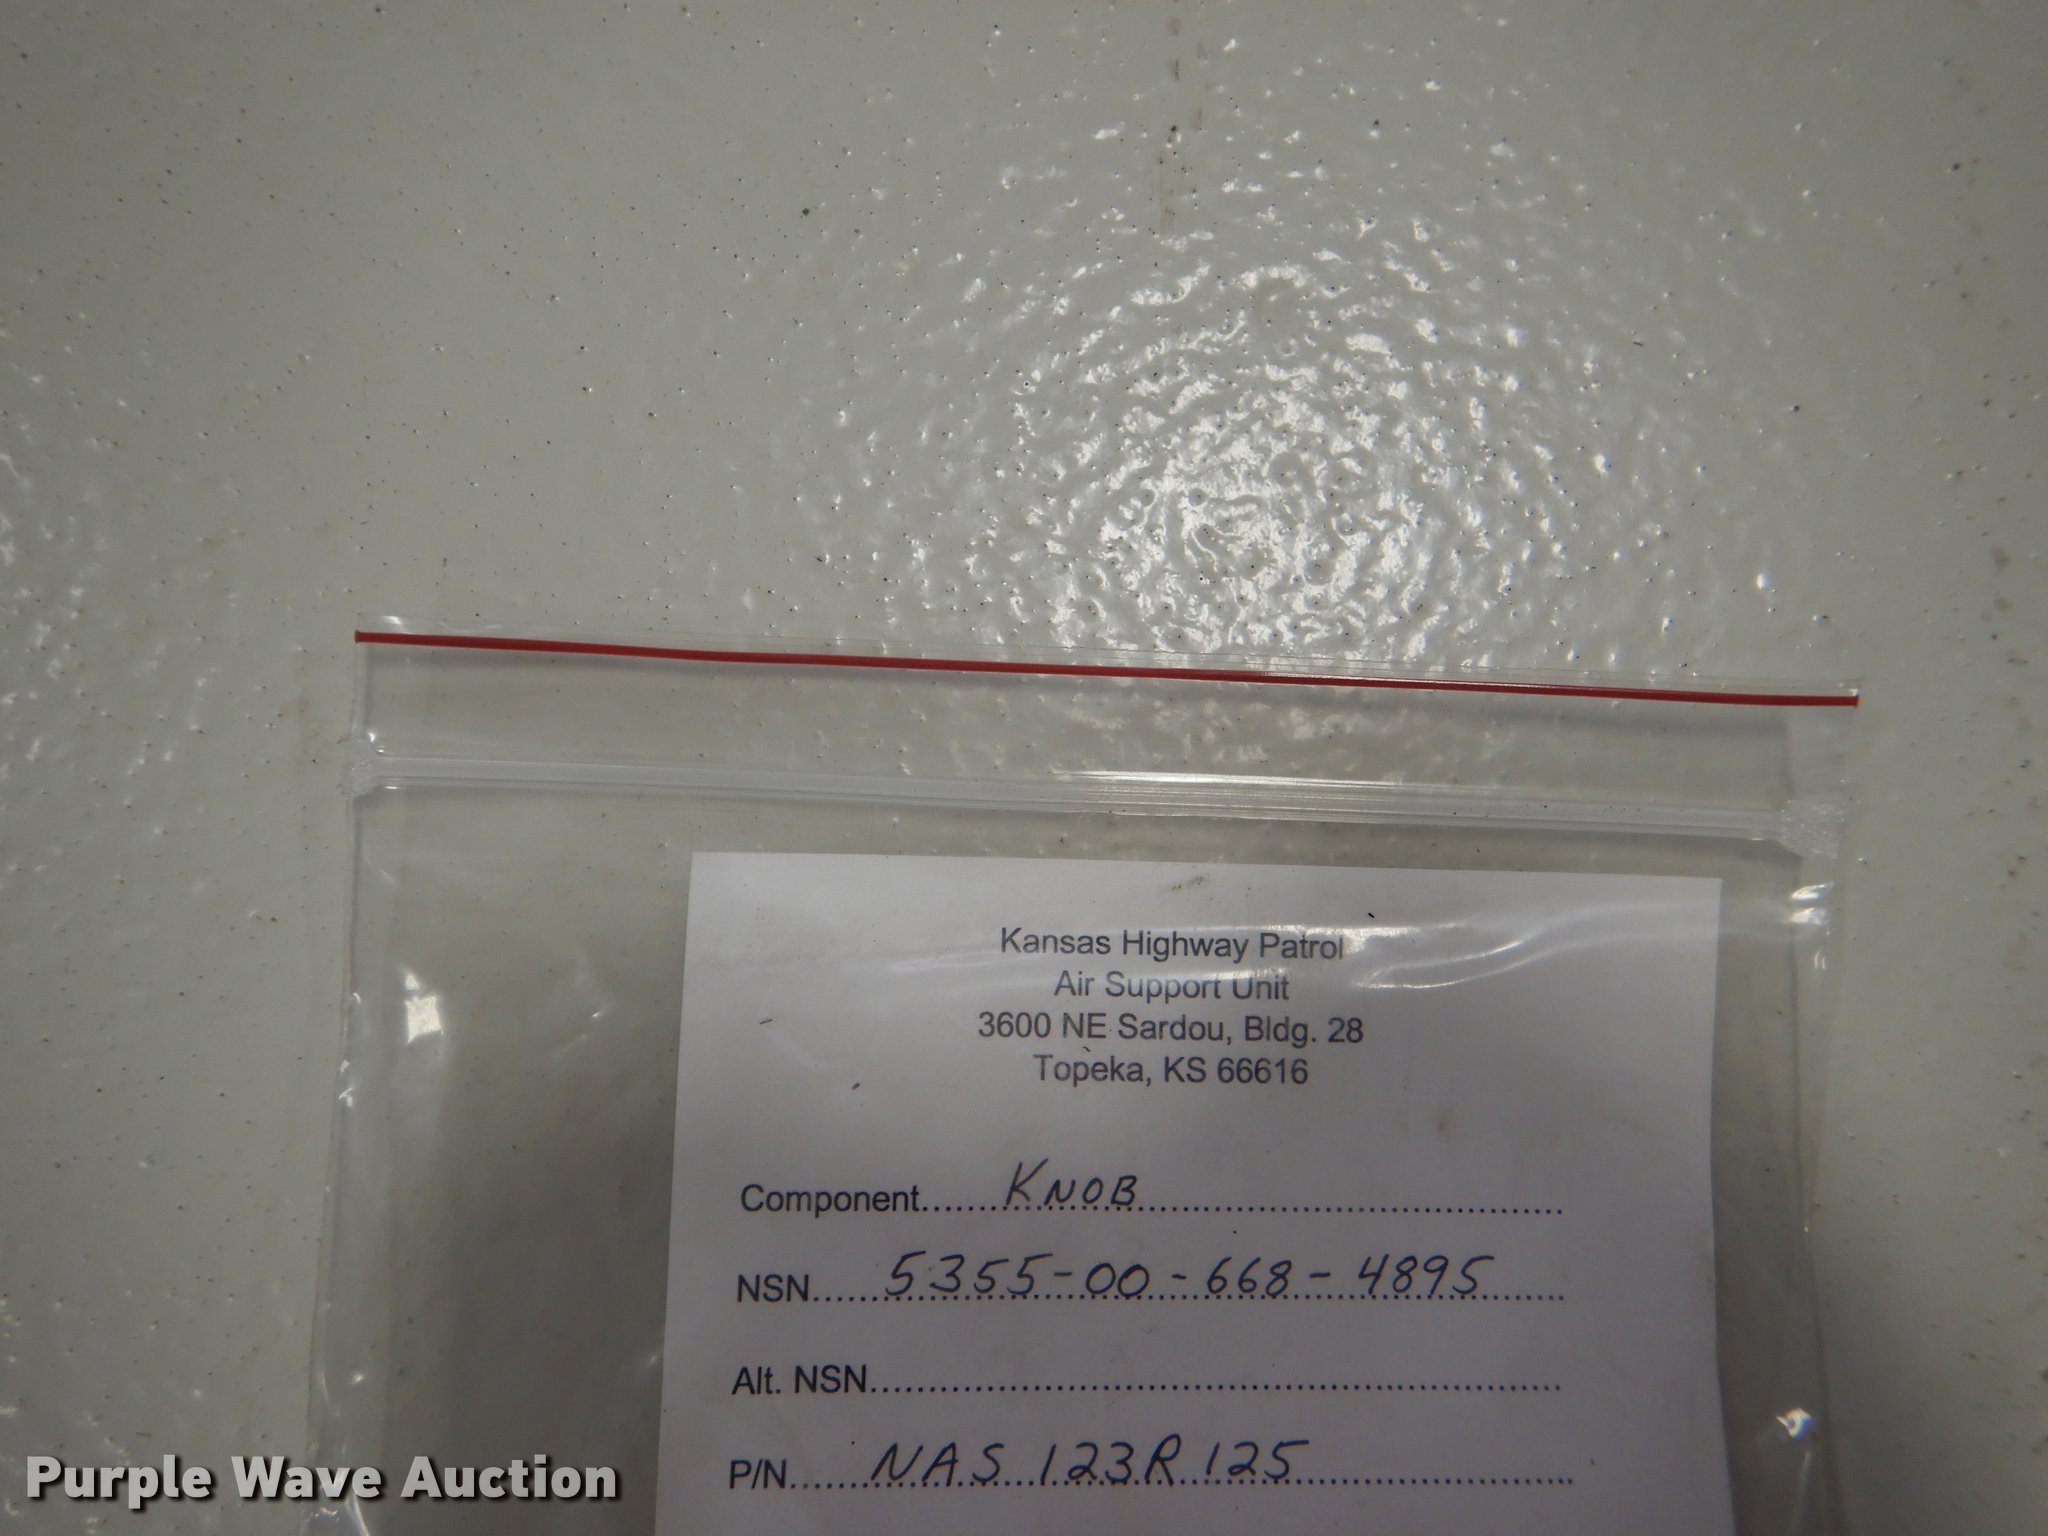 Kansas Highway Patrol
Air Support Unit
3600 NE Sardou, Bldg. 28
Topeka, KS 66616
Component......KNOB......
NSN......5355-00-668-4895......
Alt. NSN......
P/N......NAS 123R125......
Purple Wave Auction